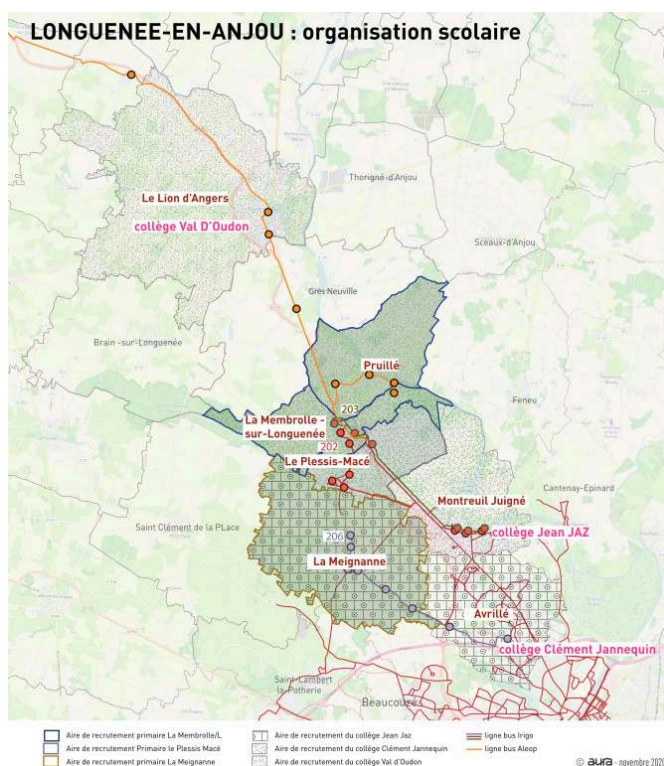 LONGUENEE-EN-ANJOU : organisation scolaire
Thorigné-d'Anjou
Le Lion d'Angers
collège Val D'Oudon
Sceaux-d'Anjou
Grès Neuville
Brain -sur-Longuenée
Pruillé
203
La Membrolle -
sur-Longuenée
Feneu
202
Le Plessis-Macé
Cantenay-Epinard
Montreuil Juigné
Saint Clément de la PLace
collège Jean JAZ
206
La Meignanne
Avrillé
collège Clément Jannequin
Saint-Lambert
la-Potherie
Beaucouzé
Aire de recrutement primaire La Membrolle/L
Aire de recrutement Primaire le Plessis Macé
Aire de recrutement primaire La Meignanne
Aire de recrutement du collège Jean Jaz
Aire de recrutement du collège Clément Jannequin
Aire de recrutement du collège Val d'Oudon
ligne bus Irigo
ligne bus Aleop
© aura - novembre 2020